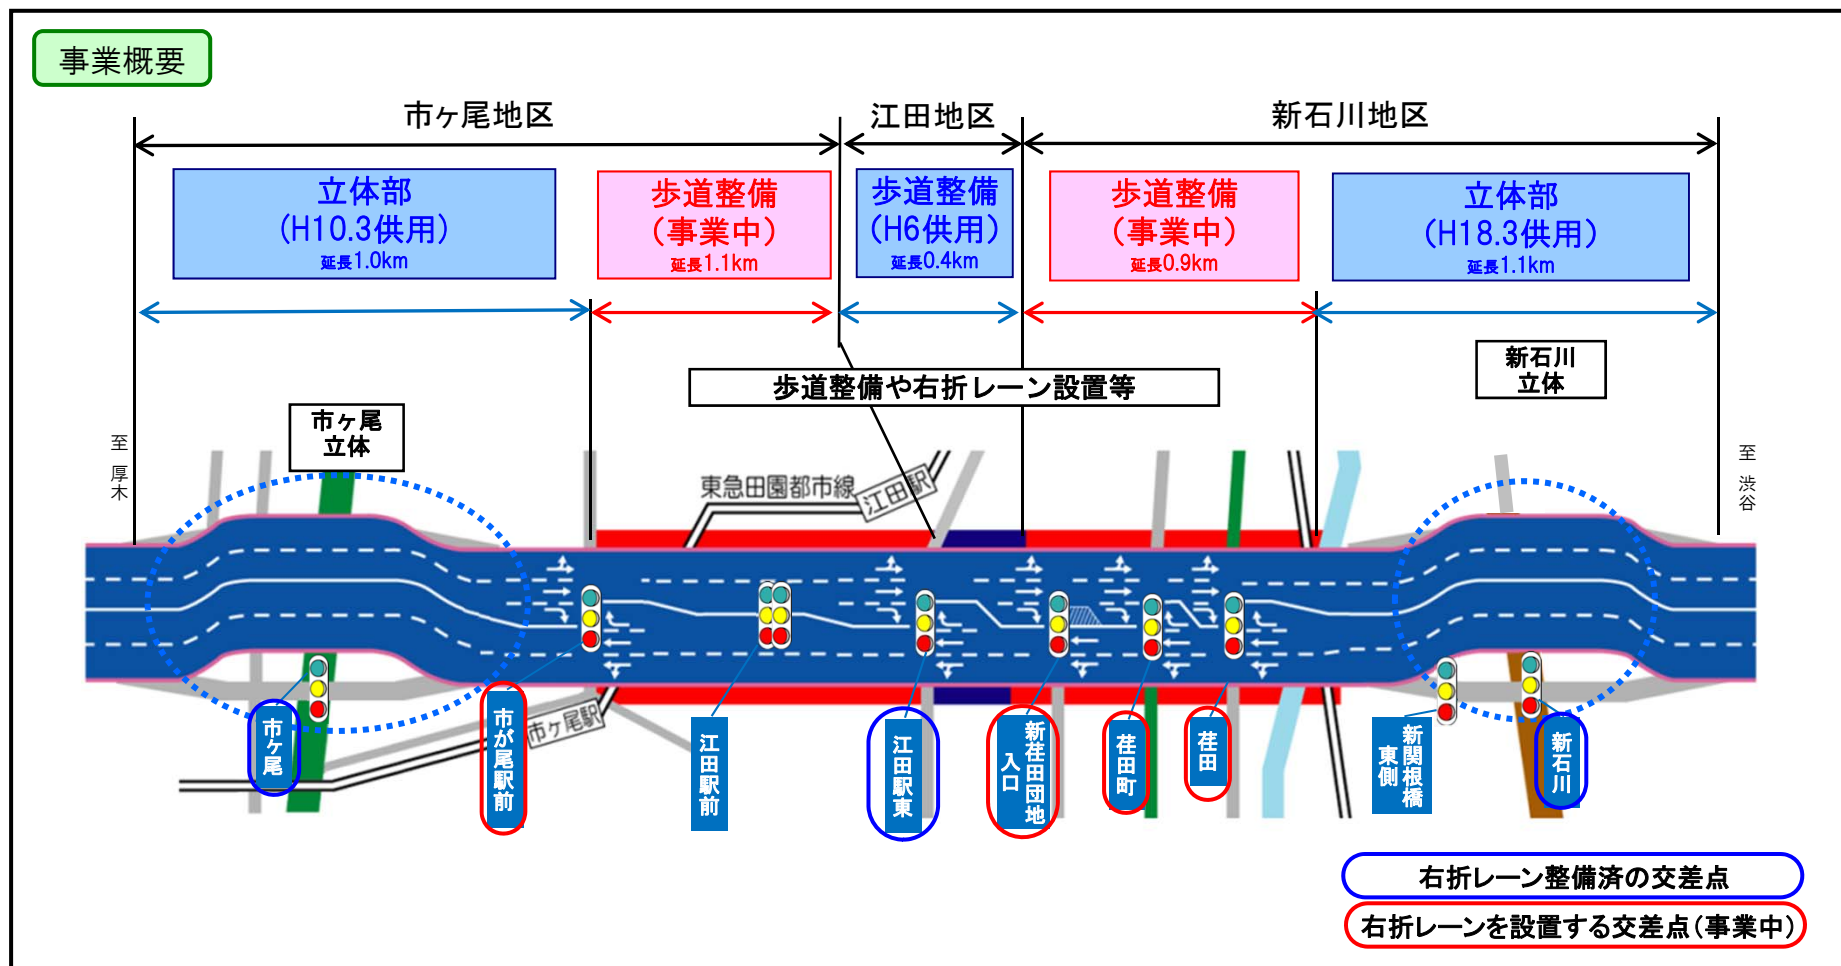 事業概要
市ヶ尾地区
江田地区
新石川地区
立体部
(H10.3供用)
延長1.0km
歩道整備
(事業中)
延長1.1km
歩道整備
(H6供用)
延長0.4km
歩道整備
(事業中)
延長0.9km
立体部
(H18.3供用)
延長1.1km
歩道整備や右折レーン設置等
新石川
立体
市ヶ尾
立体
至 厚木
至 渋谷
東急田園都市線
江田駅
市ヶ尾駅
市ヶ尾
市が尾駅前
江田駅前
江田駅東
新荏田団地
入口
荏田町
荏田
新関根橋
東側
新石川
右折レーン整備済の交差点
右折レーンを設置する交差点(事業中)